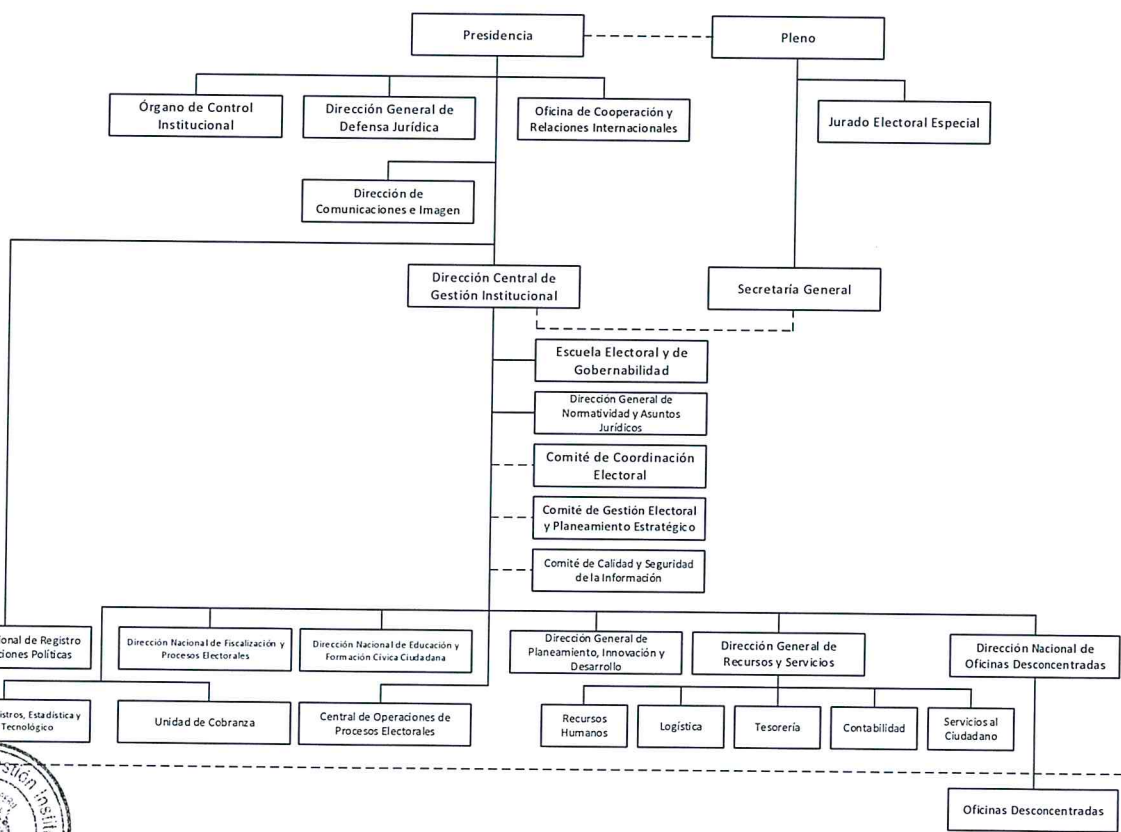 Presidencia
Pleno
Órgano de Control
Institucional
Dirección General de
Defensa Jurídica
Oficina de Cooperación y
Relaciones Internacionales
Jurado Electoral Especial
Dirección de
Comunicaciones e Imagen
Dirección Central de
Gestión Institucional
Secretaría General
Escuela Electoral y de
Gobernabilidad
Dirección General de
Normatividad y Asuntos
Jurídicos
Comité de Coordinación
Electoral
Comité de Gestión Electoral
y Planeamiento Estratégico
Comité de Calidad y Seguridad
de la Información
de Registro
Políticas
Dirección Nacional de Fiscalización y
Procesos Electorales
Dirección Nacional de Educación y
Formación Cívica Ciudadana
Dirección General de
Planeamiento, Innovación y
Desarrollo
Dirección General de
Recursos y Servicios
Dirección Nacional de
Oficinas Desconcentradas
Estadística y
Tecnológico
Unidad de Cobranza
Central de Operaciones de
Procesos Electorales
Recursos
Humanos
Logística
Tesorería
Contabilidad
Servicios al
Ciudadano
Oficinas Desconcentradas